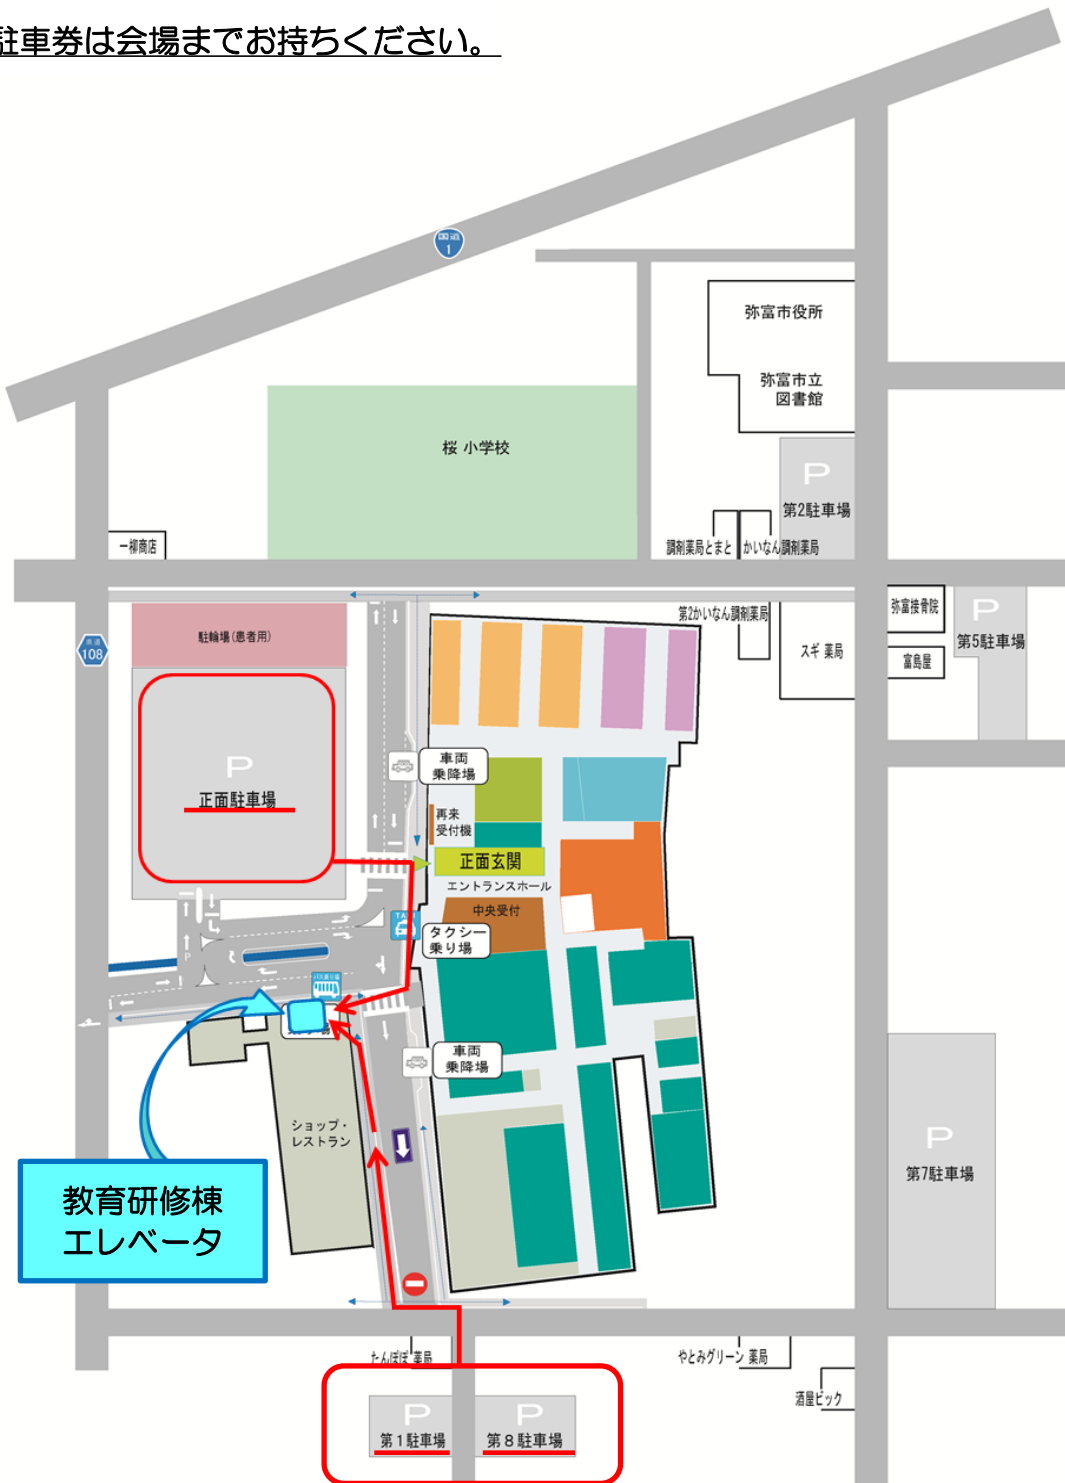 駐車券は会場までお持ちください。
国道
1
弥富市役所
弥富市立
図書館
桜 小学校
P
第2駐車場
一柳商店
調剤薬局とまと
かいなん調剤薬局
県道
108
駐輪場(患者用)
第2かいなん調剤薬局
スギ 薬局
弥富接骨院
富島屋
P
第5駐車場
P
正面駐車場
車両
乗降場
再来
受付機
正面玄関
エントランスホール
中央受付
TAXI
タクシー
乗り場
P
バス乗り場
車両
乗降場
ショップ・
レストラン
教育研修棟
エレベータ
P
第7駐車場
たんぽぽ 薬局
やとみグリーン 薬局
酒屋ビック
P
第1駐車場
P
第8駐車場